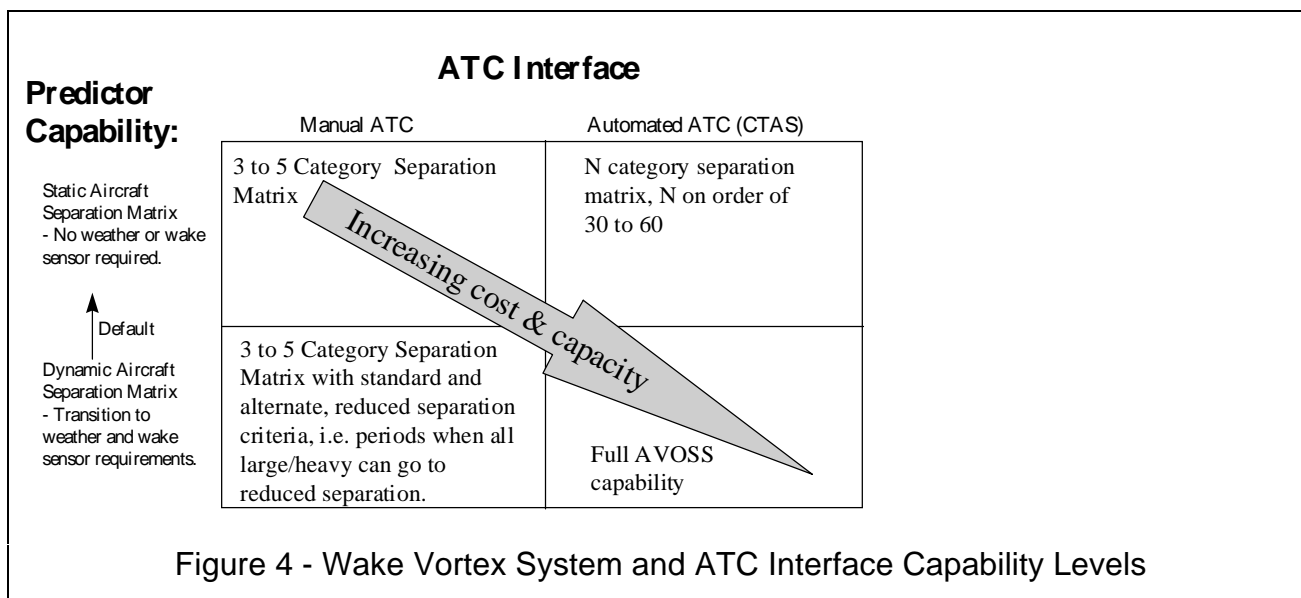 ATC Interface
Predictor
Capability:
Manual ATC
Automated ATC (CTAS)
Static Aircraft
Separation Matrix
- No weather or wake
sensor required.
3 to 5 Category Separation
Matrix
N category separation
matrix, N on order of
30 to 60
Increasing cost & capacity
Default
Dynamic Aircraft
Separation Matrix
- Transition to
weather and wake
sensor requirements.
3 to 5 Category Separation
Matrix with standard and
alternate, reduced separation
criteria, i.e. periods when all
large/heavy can go to
reduced separation.
Full AVOSS
capability
Figure 4 - Wake Vortex System and ATC Interface Capability Levels